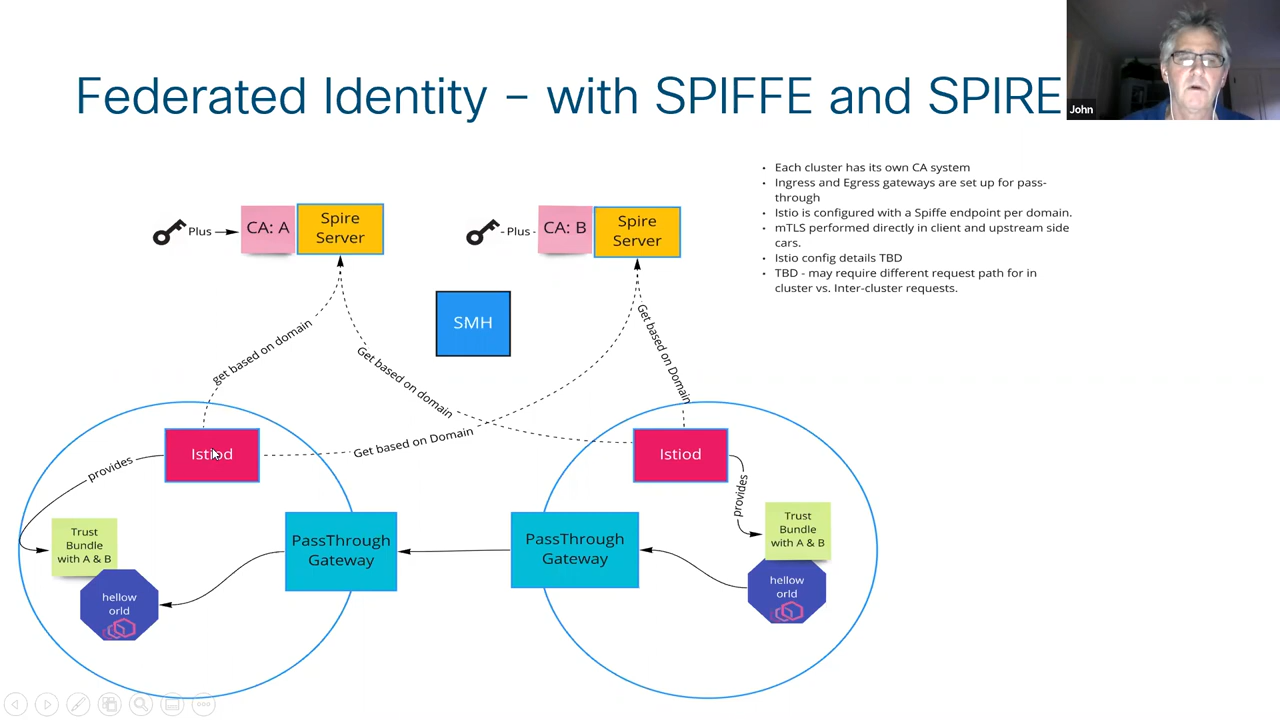 Federated Identity – with SPIFFE and SPIRE
John
• Each cluster has its own CA system
• Ingress and Egress gateways are set up for pass-
through
• Istio is configured with a Spiffe endpoint per domain.
• mTLS performed directly in client and upstream side
cars.
• Istio config details TBD
• TBD - may require different request path for in
cluster vs. Inter-cluster requests.
Plus
CA: A
Spire
Server
Plus
CA: B
Spire
Server
SMH
get based on domain
Get based on domain
Get based on Domain
Get based on Domain
Istiod
provides
Trust
Bundle
with A & B
hellow
orld
PassThrough
Gateway
PassThrough
Gateway
Istiod
provides
Trust
Bundle
with A & B
hellow
orld